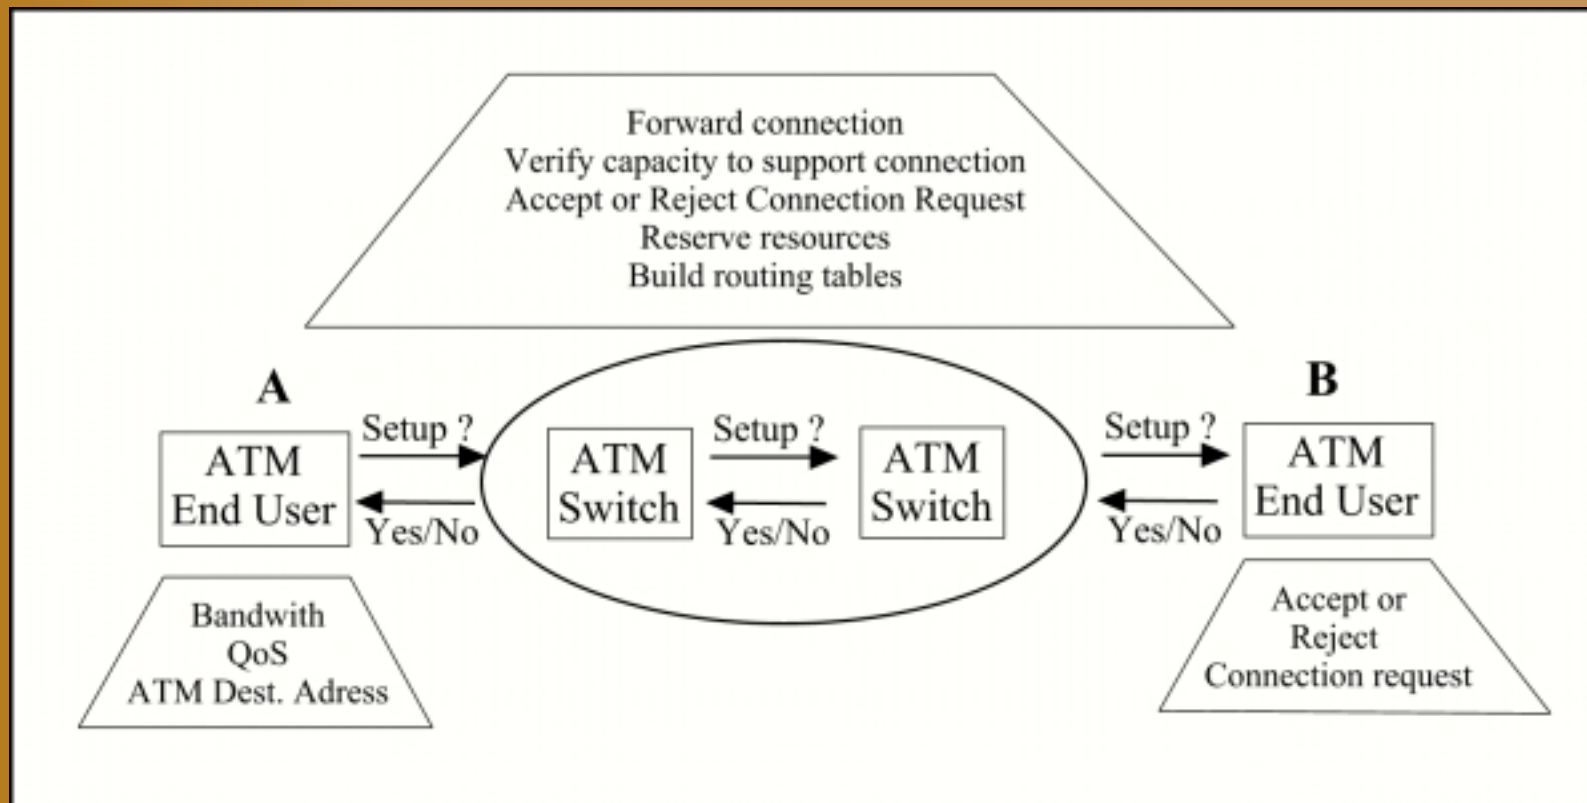 Forward connection
Verify capacity to support connection
Accept or Reject Connection Request
Reserve resources
Build routing tables
A
B
Setup ?
Setup ?
Setup ?
ATM
End User
ATM
Switch
ATM
Switch
ATM
End User
Yes/No
Yes/No
Yes/No
Bandwith
QoS
ATM Dest. Adress
Accept or
Reject
Connection request